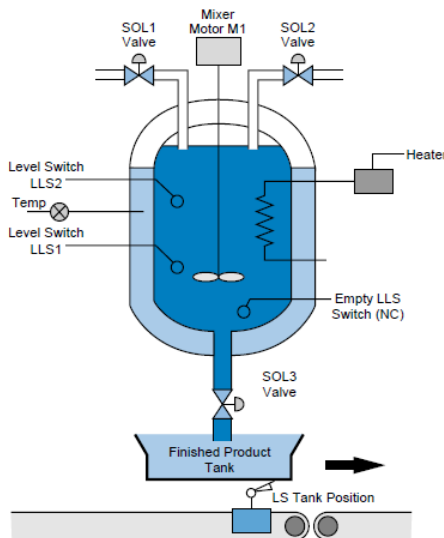 Mixer
Motor M1
SOL1
Valve
SOL2
Valve
Level Switch
LLS2
Heater
Temp
Level Switch
LLS1
Empty LLS
Switch (NC)
SOL3
Valve
Finished Product
Tank
LS Tank Position